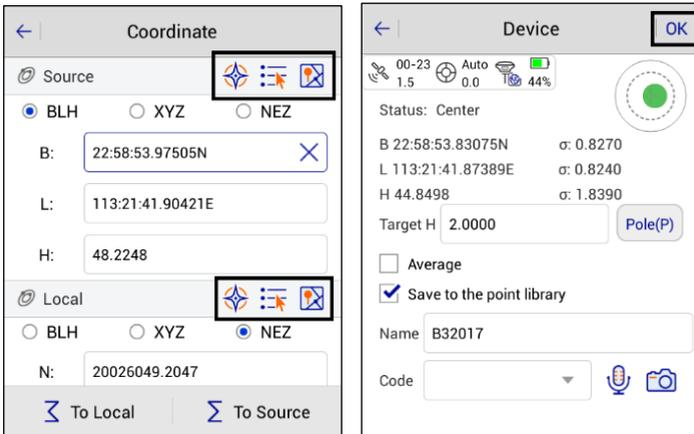 Coordinate
Source
BLH XYZ NEZ
B: 22:58:53.97505N
L: 113:21:41.90421E
H: 48.2248
Local
BLH XYZ NEZ
N: 20026049.2047
To Local To Source
Device OK
00-23 Auto
1.5 0.0 44%
Status: Center
B 22:58:53.83075N σ: 0.8270
L 113:21:41.87389E σ: 0.8240
H 44.8498 σ: 1.8390
Target H 2.0000 Pole(P)
Average
Save to the point library
Name B32017
Code